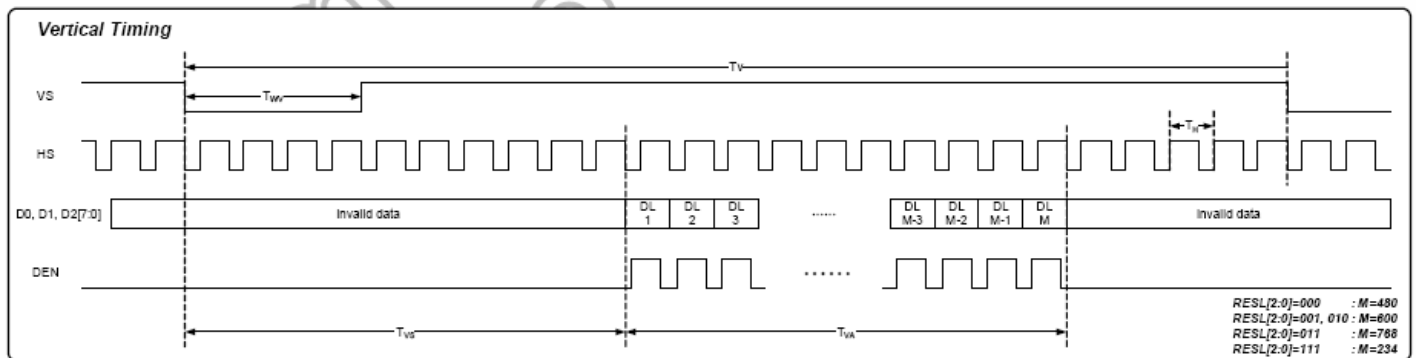 Vertical Timing
Tv
VS
Twv
HS
TH
D0, D1, D2[7:0]
Invalid data
DL 1
DL 2
DL 3
......
DL M-3
DL M-2
DL M-1
DL M
Invalid data
DEN
......
TVS
TVA
RESL[2:0]=000 : M=480
RESL[2:0]=001, 010 : M=600
RESL[2:0]=011 : M=768
RESL[2:0]=111 : M=234